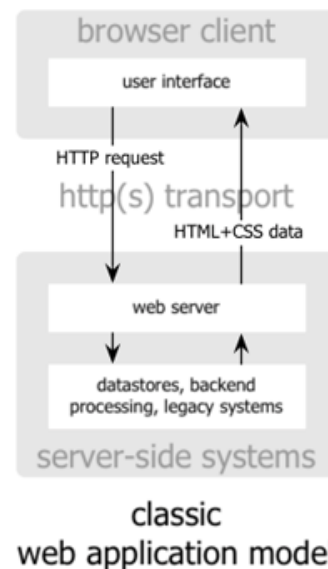 browser client
user interface
HTTP request
http(s) transport
HTML+CSS data
web server
datastores, backend
processing, legacy systems
server-side systems
classic
web application model